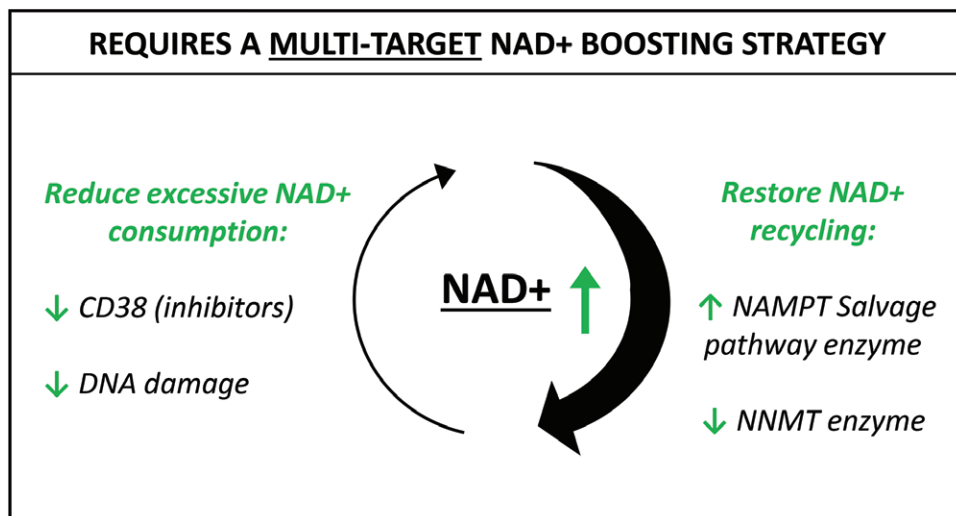 REQUIRES A MULTI-TARGET NAD+ BOOSTING STRATEGY
Reduce excessive NAD+
consumption:
↓ CD38 (inhibitors)
↓ DNA damage
NAD+ ↑
Restore NAD+
recycling:
↑ NAMPT Salvage
pathway enzyme
↓ NNMT enzyme